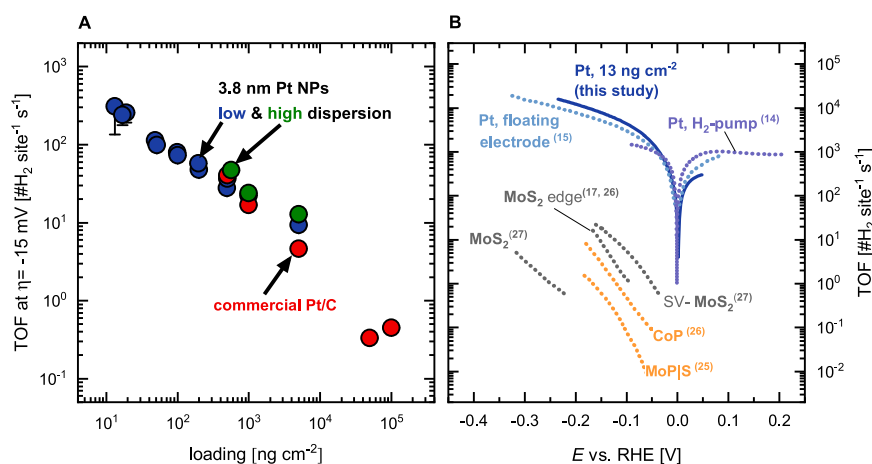 A
TOF at η= -15 mV [#H₂ site⁻¹ s⁻¹]
10³
10²
10¹
10⁰
10⁻¹
3.8 nm Pt NPs
low & high dispersion
commercial Pt/C
10¹
10²
10³
10⁴
10⁵
loading [ng cm⁻²]
B
Pt, 13 ng cm⁻²
(this study)
Pt, floating
electrode (15)
Pt, H₂-pump (14)
MoS₂ edge (17, 26)
MoS₂(27)
SV- MoS₂(27)
CoP (26)
MoP|S (25)
-0.4
-0.3
-0.2
-0.1
0.0
0.1
0.2
E vs. RHE [V]
10⁵
10⁴
10³
10²
10¹
10⁰
10⁻¹
10⁻²
TOF [#H₂ site⁻¹ s⁻¹]